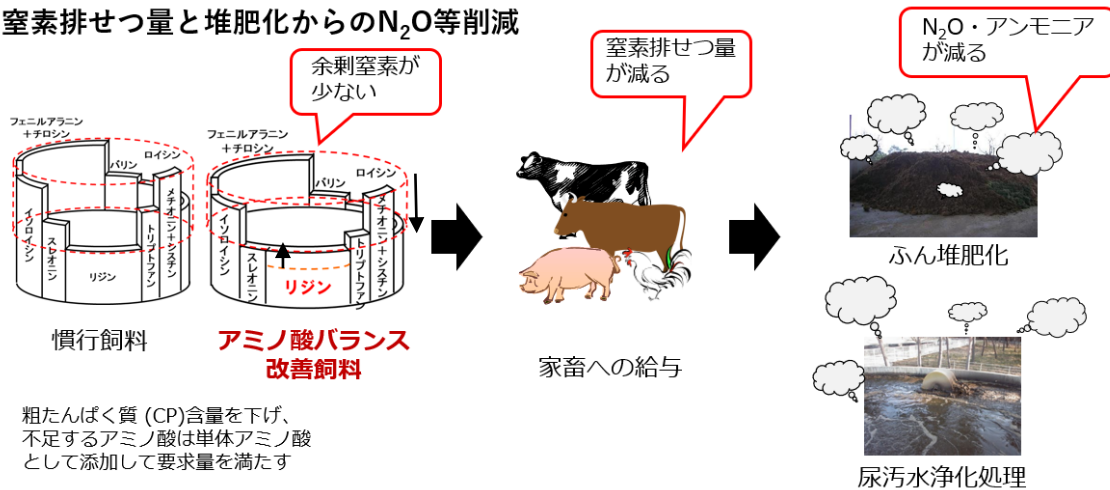 窒素排せつ量と堆肥化からのN₂O等削減
余剰窒素が
少ない
窒素排せつ量
が減る
N₂O・アンモニア
が減る
フェニルアラニン
＋チロシン
バリン
ロイシン
イソロイシン
スレオニン
リジン
トリプトファン
メチオニン＋シスチン
フェニルアラニン
＋チロシン
バリン
ロイシン
イソロイシン
スレオニン
リジン
トリプトファン
メチオニン＋シスチン
慣行飼料
アミノ酸バランス
改善飼料
家畜への給与
ふん堆肥化
尿汚水浄化処理
粗たんぱく質 (CP)含量を下げ、
不足するアミノ酸は単体アミノ酸
として添加して要求量を満たす